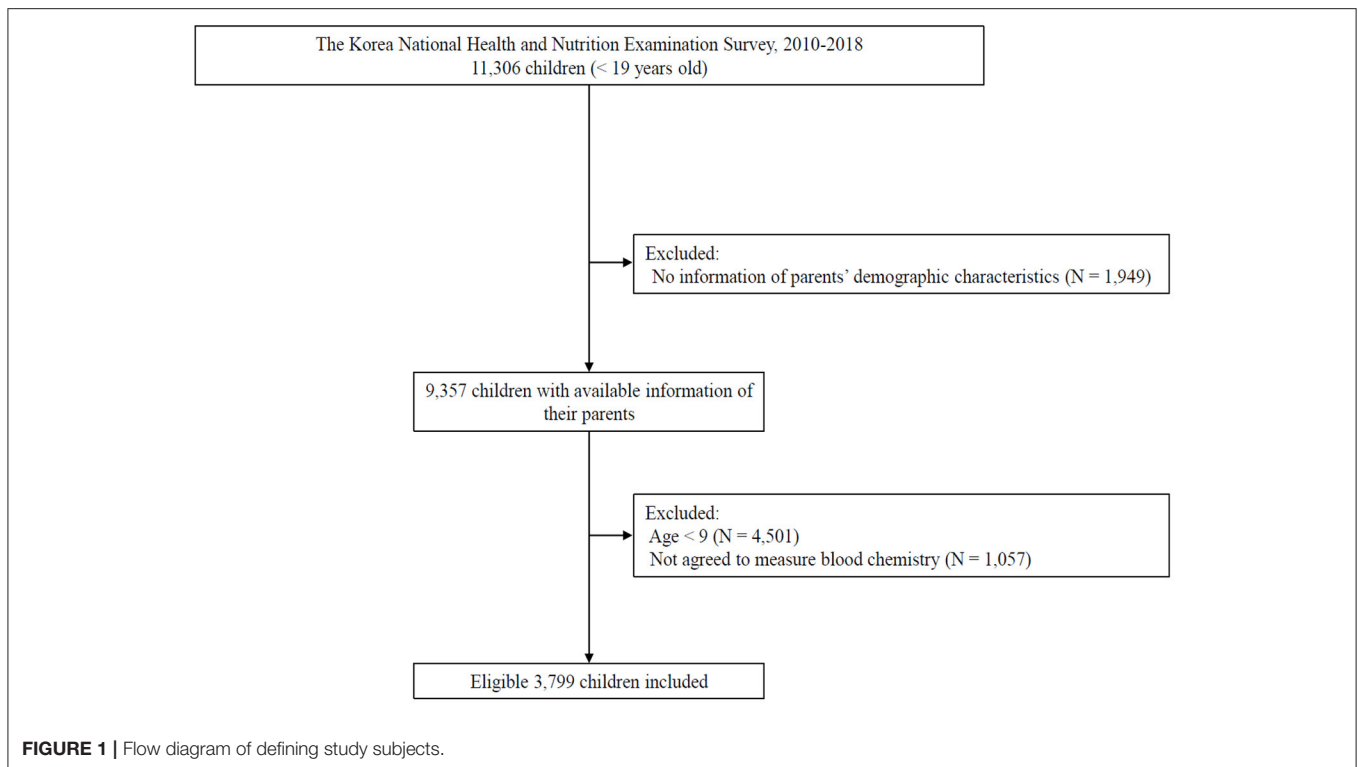 The Korea National Health and Nutrition Examination Survey, 2010-2018
11,306 children (< 19 years old)
Excluded:
No information of parents’ demographic characteristics (N = 1,949)
9,357 children with available information of
their parents
Excluded:
Age < 9 (N = 4,501)
Not agreed to measure blood chemistry (N = 1,057)
Eligible 3,799 children included
FIGURE 1 | Flow diagram of defining study subjects.